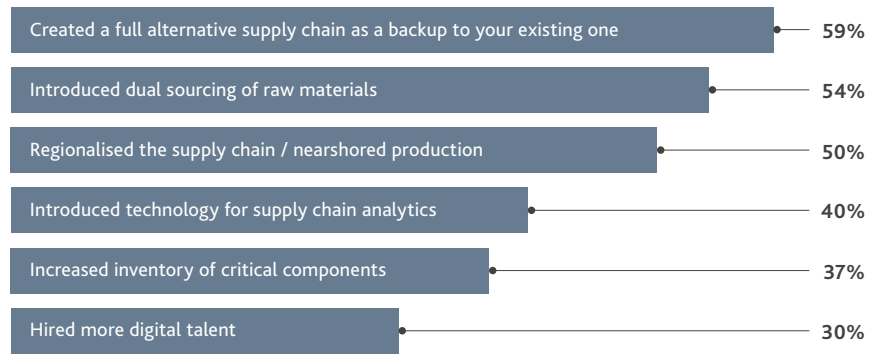 Created a full alternative supply chain as a backup to your existing one 59%
Introduced dual sourcing of raw materials 54%
Regionalised the supply chain / nearshored production 50%
Introduced technology for supply chain analytics 40%
Increased inventory of critical components 37%
Hired more digital talent 30%